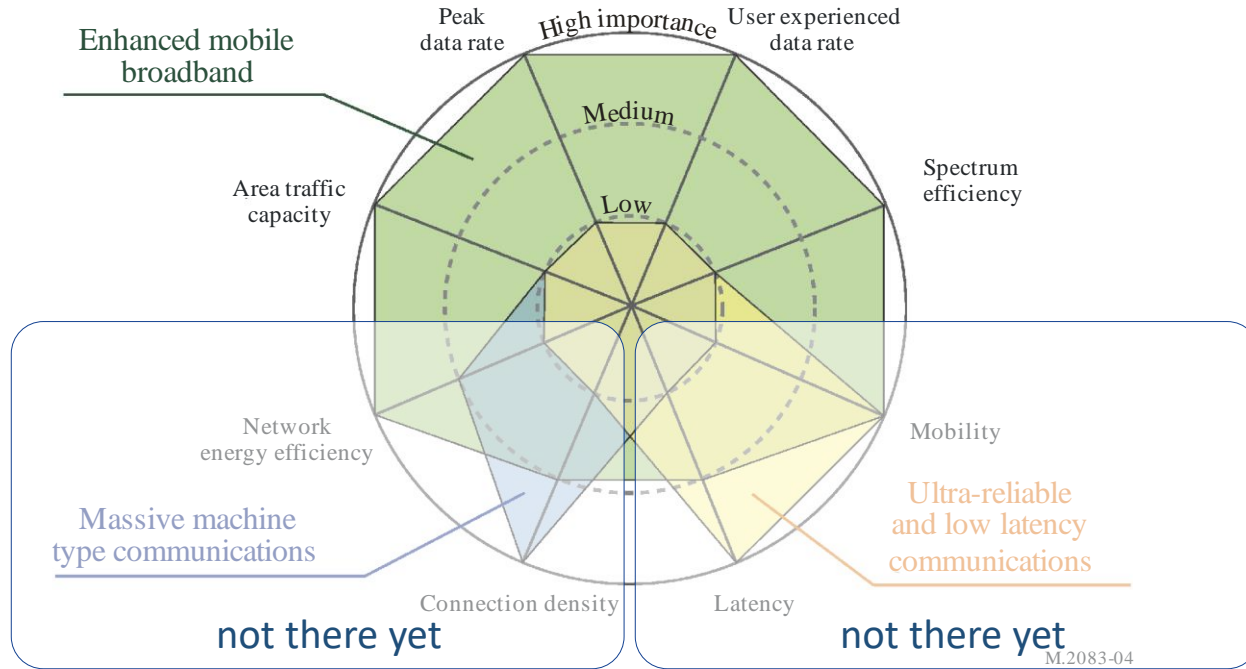 Peak
data rate
High importance
User experienced
data rate
Enhanced mobile
broadband
Medium
Area traffic
capacity
Low
Spectrum
efficiency
Network
energy efficiency
Mobility
Massive machine
type communications
Ultra-reliable
and low latency
communications
Connection density
Latency
not there yet
not there yet
M.2083-04